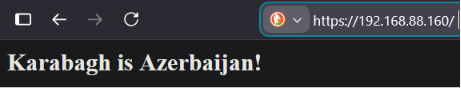 https://192.168.88.160/
Karabagh is Azerbaijan!